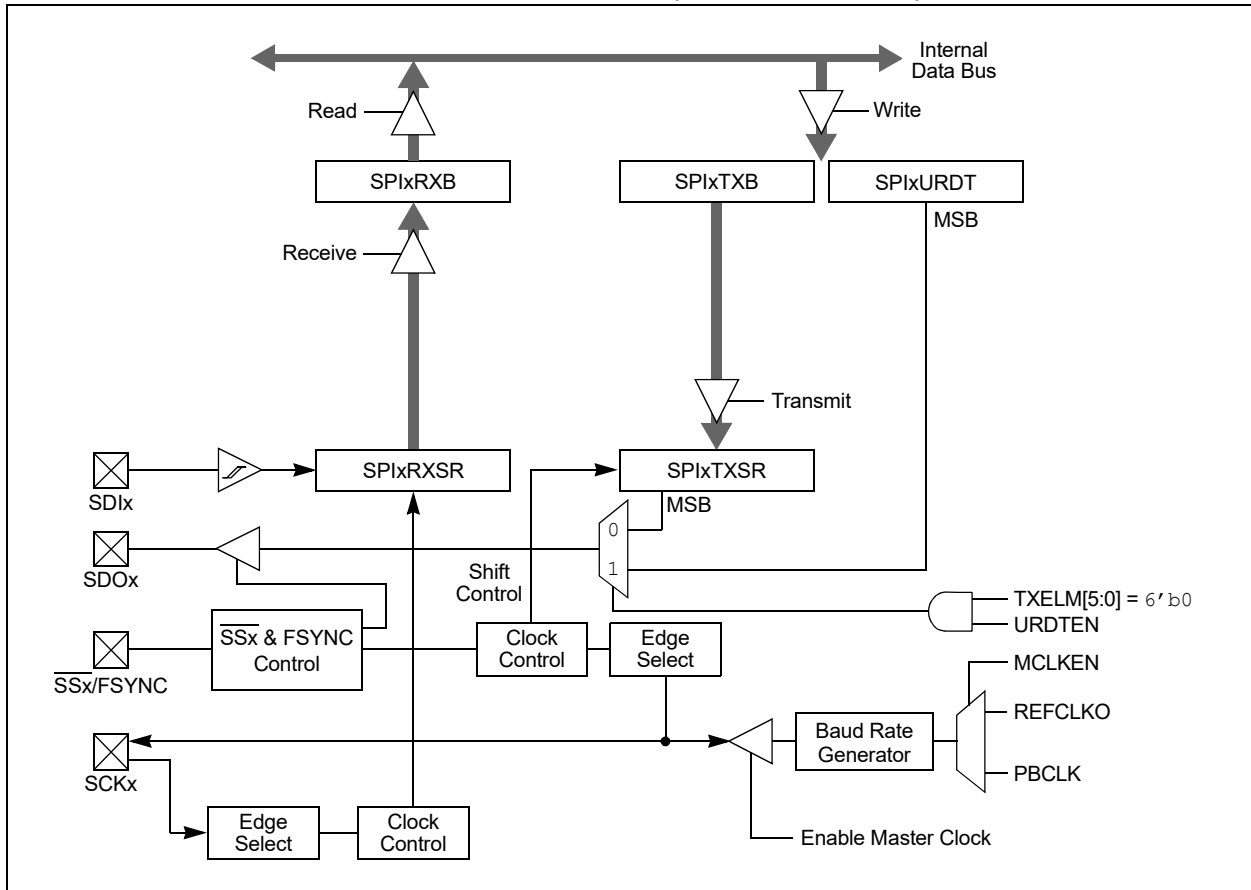 Internal
Data Bus
Read
Write
SPIxRXB
SPIxTXB
SPIxURDT
MSB
Receive
Transmit
SPIxRXSR
SPIxTXSR
SDIx
MSB
0
1
SDOx
Shift
Control
TXELM[5:0] = 6’b0
URDTEN
SSx & FSYNC
Control
Clock
Control
Edge
Select
SSx/FSYNC
MCLKEN
REFCLKO
Baud Rate
Generator
PBCLK
SCKx
Edge
Select
Clock
Control
Enable Master Clock